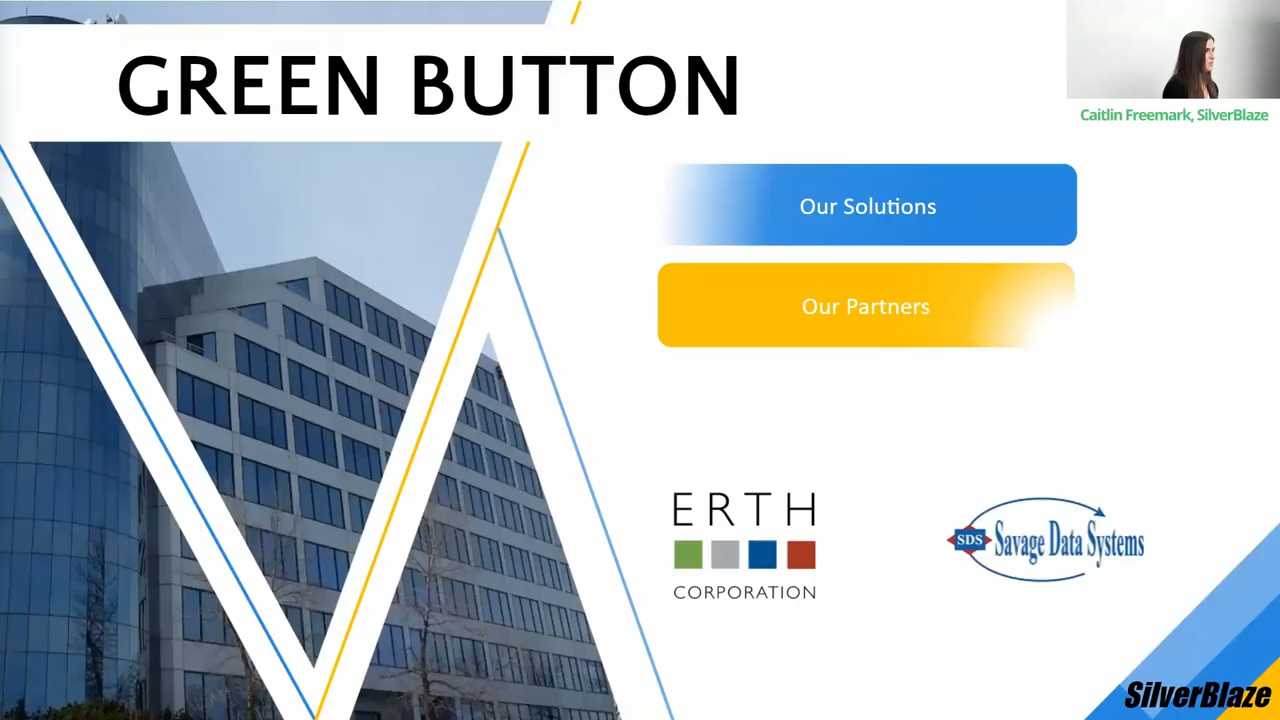 GREEN BUTTON
Caitlin Freemark, SilverBlaze
Our Solutions
Our Partners
ERTH
CORPORATION
SDS Savage Data Systems
SilverBlaze